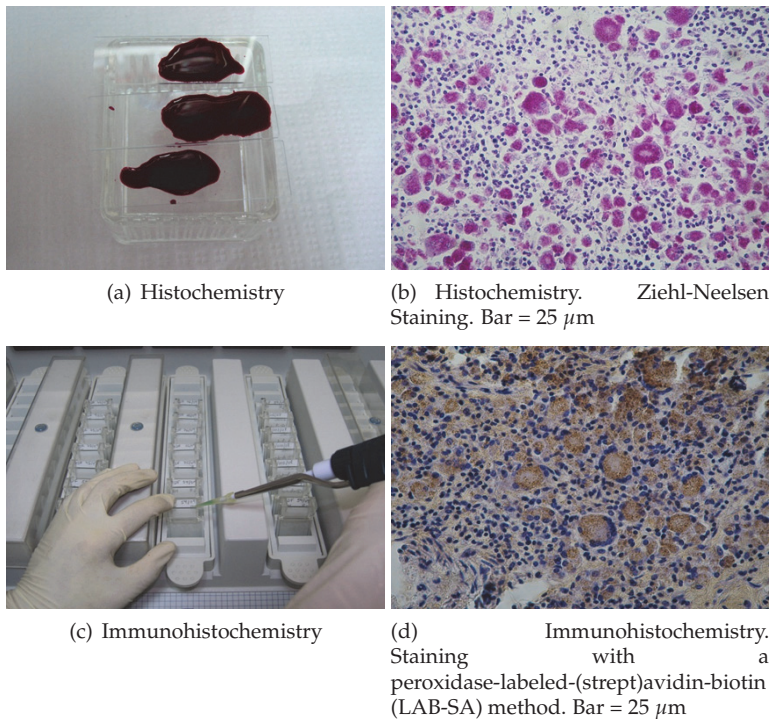 (a) Histochemistry
(b) Histochemistry. Ziehl-Neelsen
Staining. Bar = 25 µm
(c) Immunohistochemistry
(d) Immunohistochemistry.
Staining with a
peroxidase-labeled-(strept)avidin-biotin
(LAB-SA) method. Bar = 25 µm